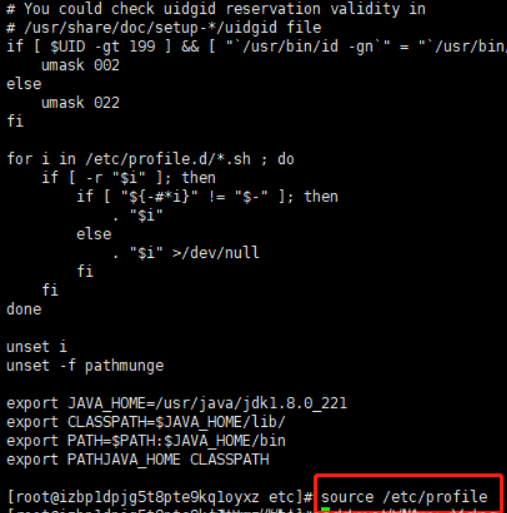 # You could check uidgid reservation validity in
# /usr/share/doc/setup-*/uidgid file
if [ $UID -gt 199 ] && [ "`/usr/bin/id -gn`" = "`/usr/bin/
    umask 002
else
    umask 022
fi
for i in /etc/profile.d/*.sh ; do
    if [ -r "$i" ]; then
        if [ "${-#*i}" != "$-" ]; then
            . "$i"
        else
            . "$i" >/dev/null
        fi
    fi
done
unset i
unset -f pathmunge
export JAVA_HOME=/usr/java/jdk1.8.0_221
export CLASSPATH=$JAVA_HOME/lib/
export PATH=$PATH:$JAVA_HOME/bin
export PATHJAVA_HOME CLASSPATH
[root@izbp1dpjg5t8pte9kq1oyxz etc]# source /etc/profile